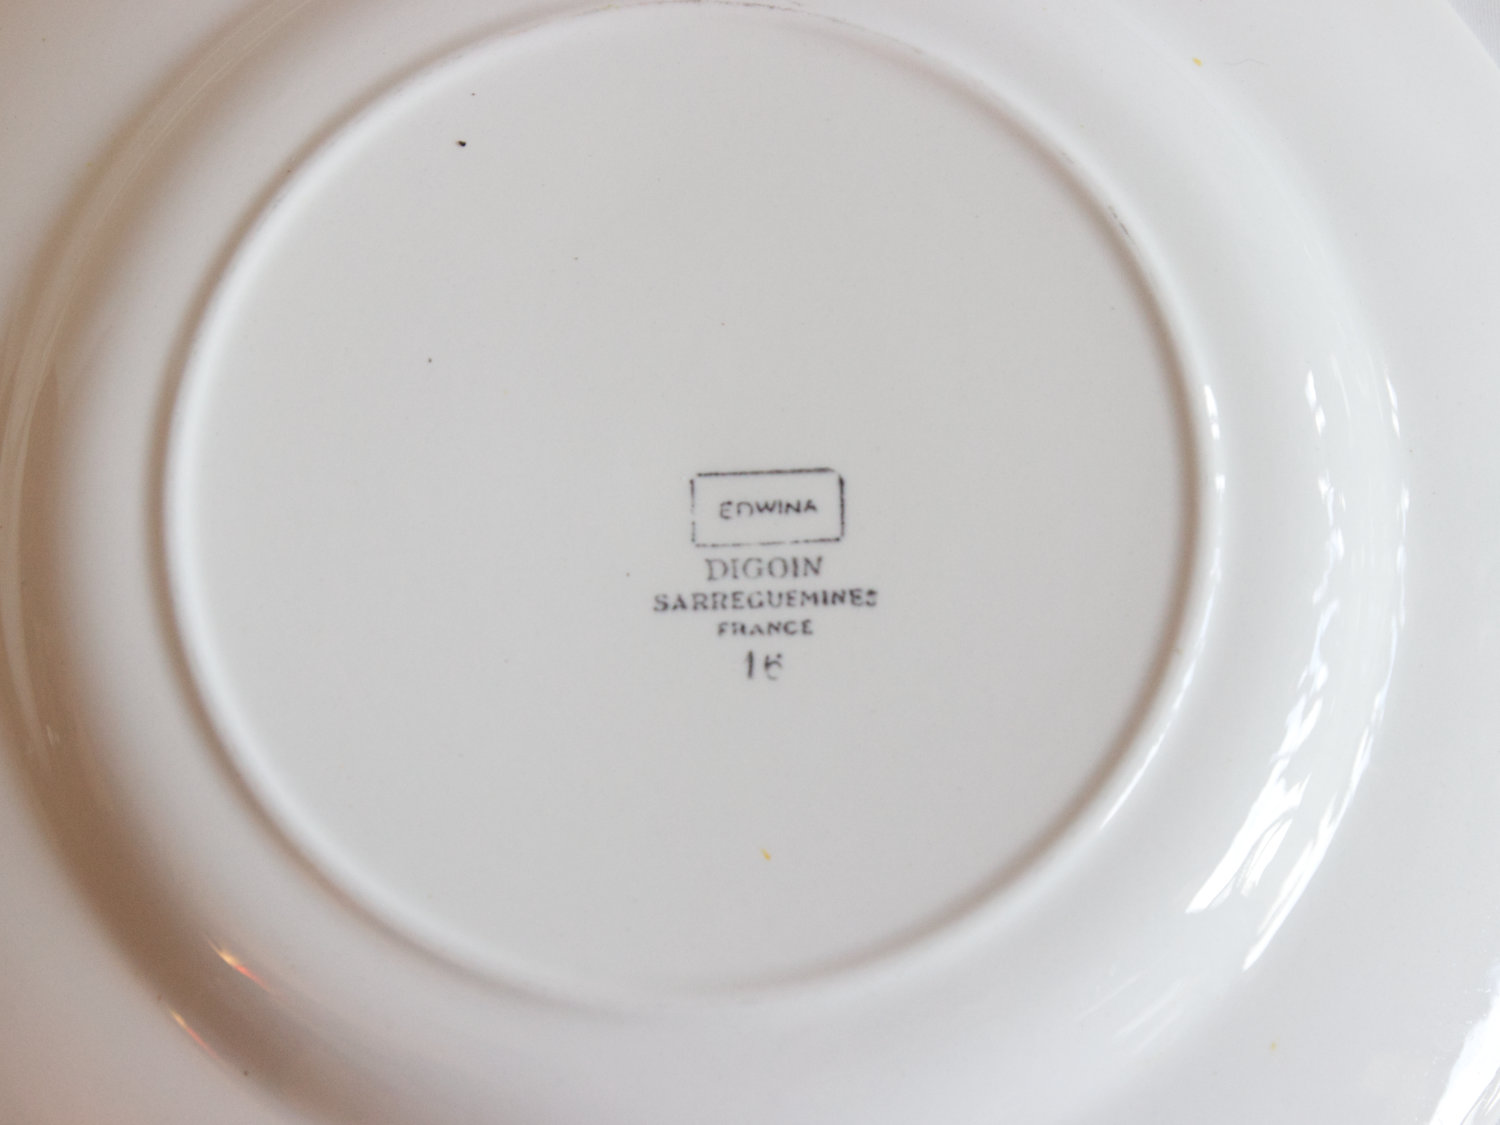 EDWINA
DIGOIN
SARREGUEMINES
FRANCE
16